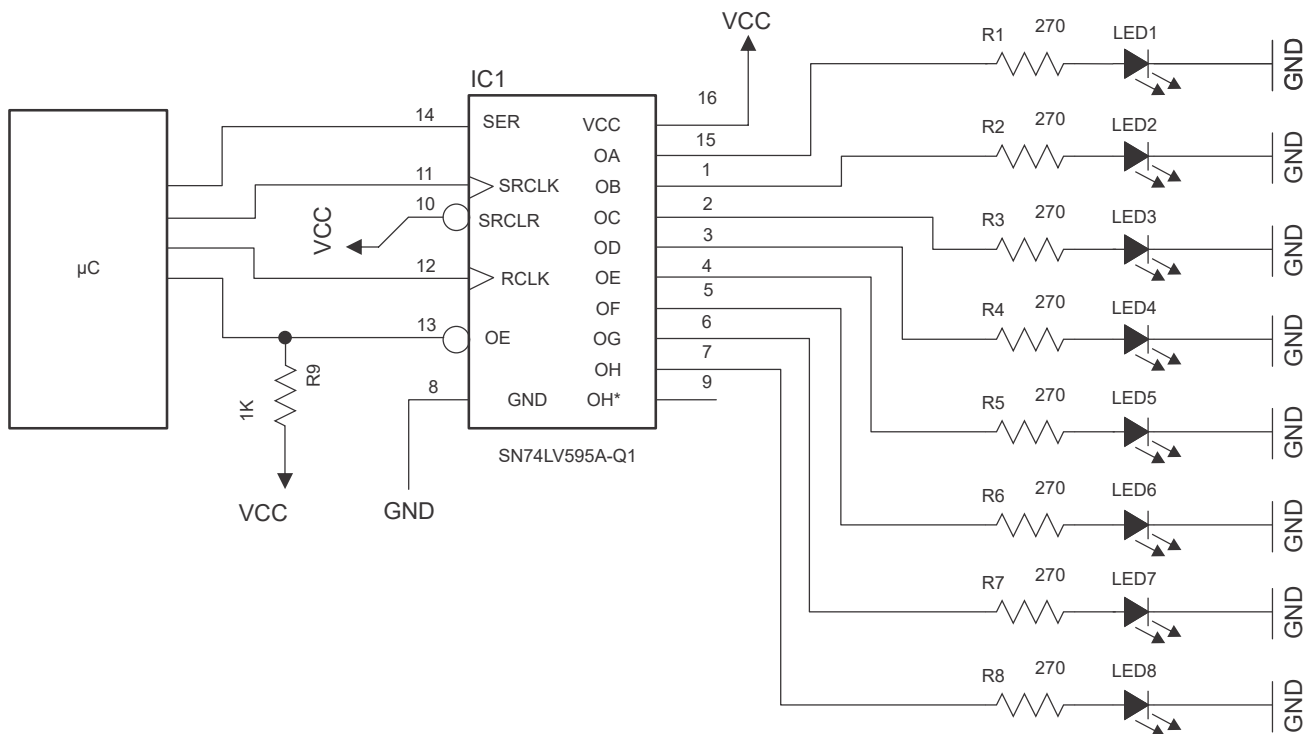 VCC
R1
270
LED1
GND
IC1
16
14
SER
VCC
15
OA
R2
270
LED2
GND
1
11
SRCLK
OB
10
SRCLR
OC
2
R3
270
LED3
GND
VCC
OD
3
µC
12
RCLK
OE
4
OF
5
R4
270
LED4
GND
13
OE
OG
6
OH
7
R9
1K
8
GND
OH*
9
R5
270
LED5
GND
SN74LV595A-Q1
VCC
GND
R6
270
LED6
GND
R7
270
LED7
GND
R8
270
LED8
GND